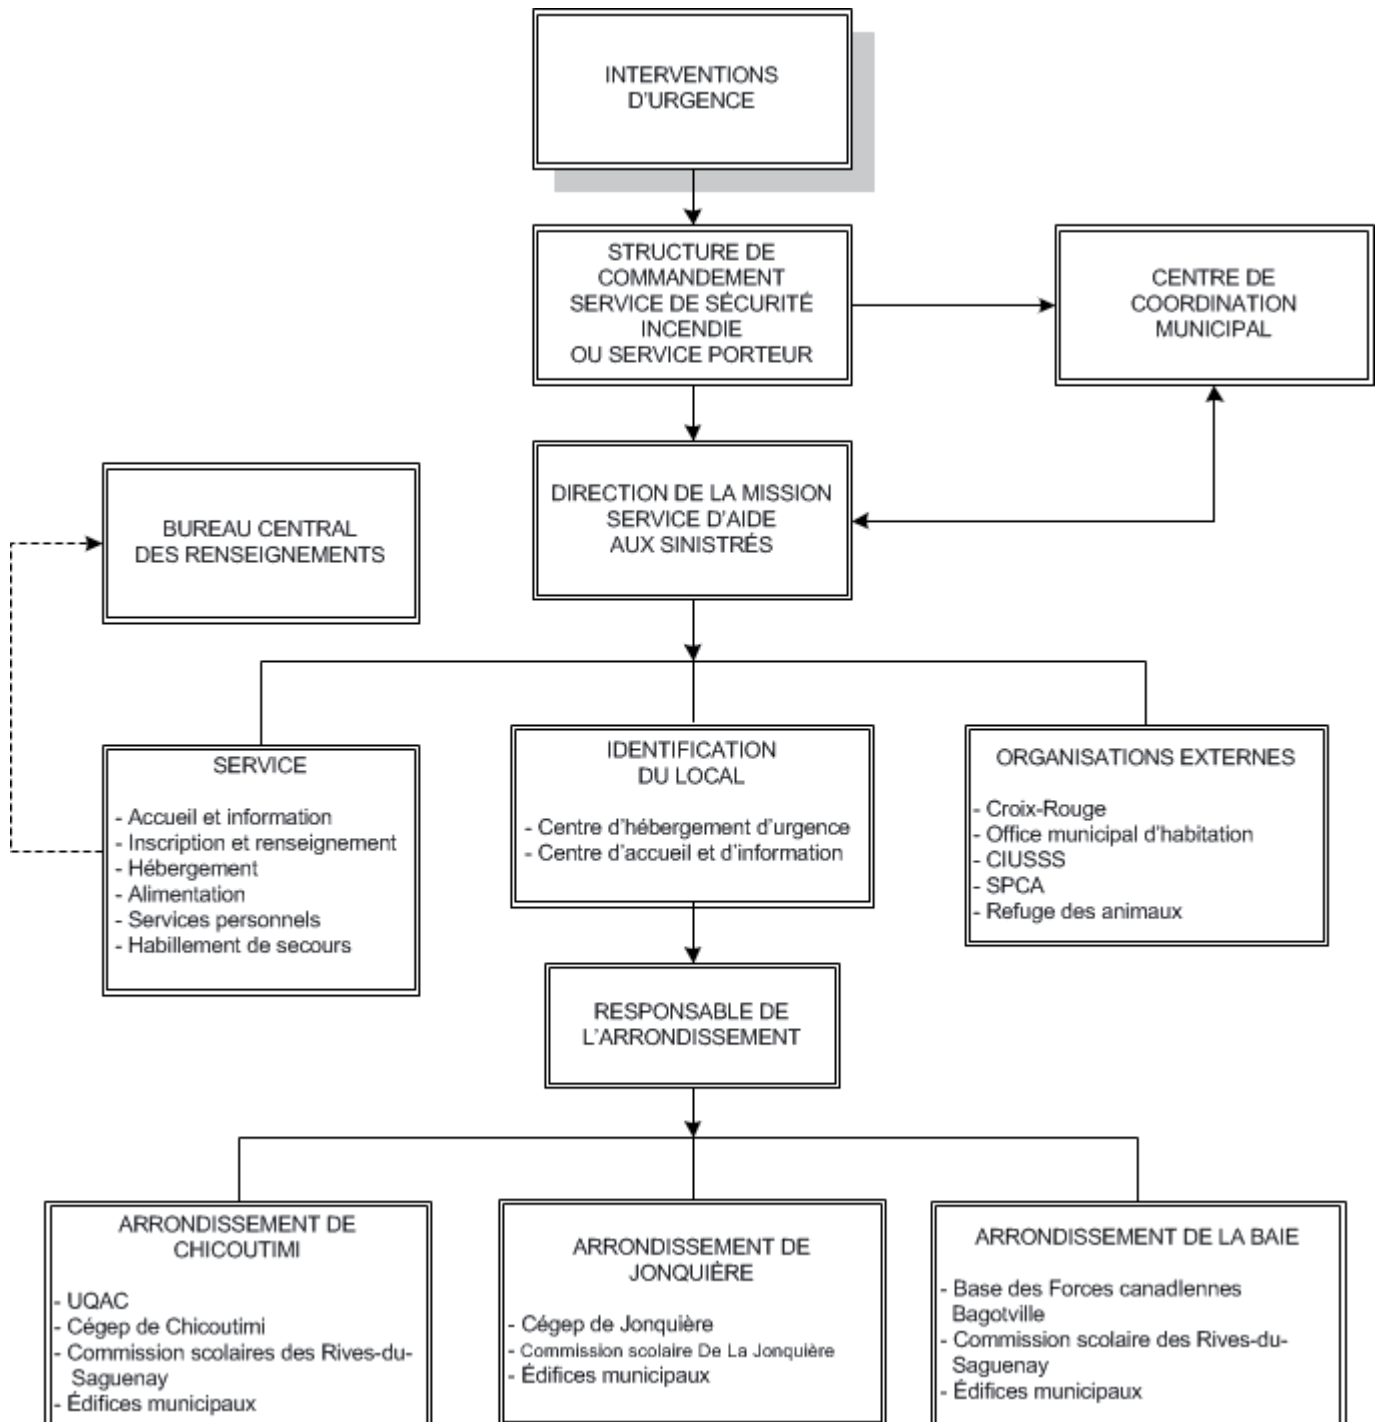 INTERVENTIONS
D'URGENCE
STRUCTURE DE
COMMANDEMENT
SERVICE DE SÉCURITÉ
INCENDIE
OU SERVICE PORTEUR
CENTRE DE
COORDINATION
MUNICIPAL
DIRECTION DE LA MISSION
SERVICE D'AIDE
AUX SINISTRÉS
BUREAU CENTRAL
DES RENSEIGNEMENTS
SERVICE
- Accueil et information
- Inscription et renseignement
- Hébergement
- Alimentation
- Services personnels
- Habillement de secours
IDENTIFICATION
DU LOCAL
- Centre d'hébergement d'urgence
- Centre d'accueil et d'information
ORGANISATIONS EXTERNES
- Croix-Rouge
- Office municipal d'habitation
- CIUSSS
- SPCA
- Refuge des animaux
RESPONSABLE DE
L'ARRONDISSEMENT
ARRONDISSEMENT DE
CHICOUTIMI
- UQAC
- Cégep de Chicoutimi
- Commission scolaires des Rives-du-
Saguenay
- Édifices municipaux
ARRONDISSEMENT DE
JONQUIÈRE
- Cégep de Jonquière
- Commission scolaire De La Jonquière
- Édifices municipaux
ARRONDISSEMENT DE LA BAIE
- Base des Forces canadIennes
Bagotville
- Commission scolaire des Rives-du-
Saguenay
- Édifices municipaux